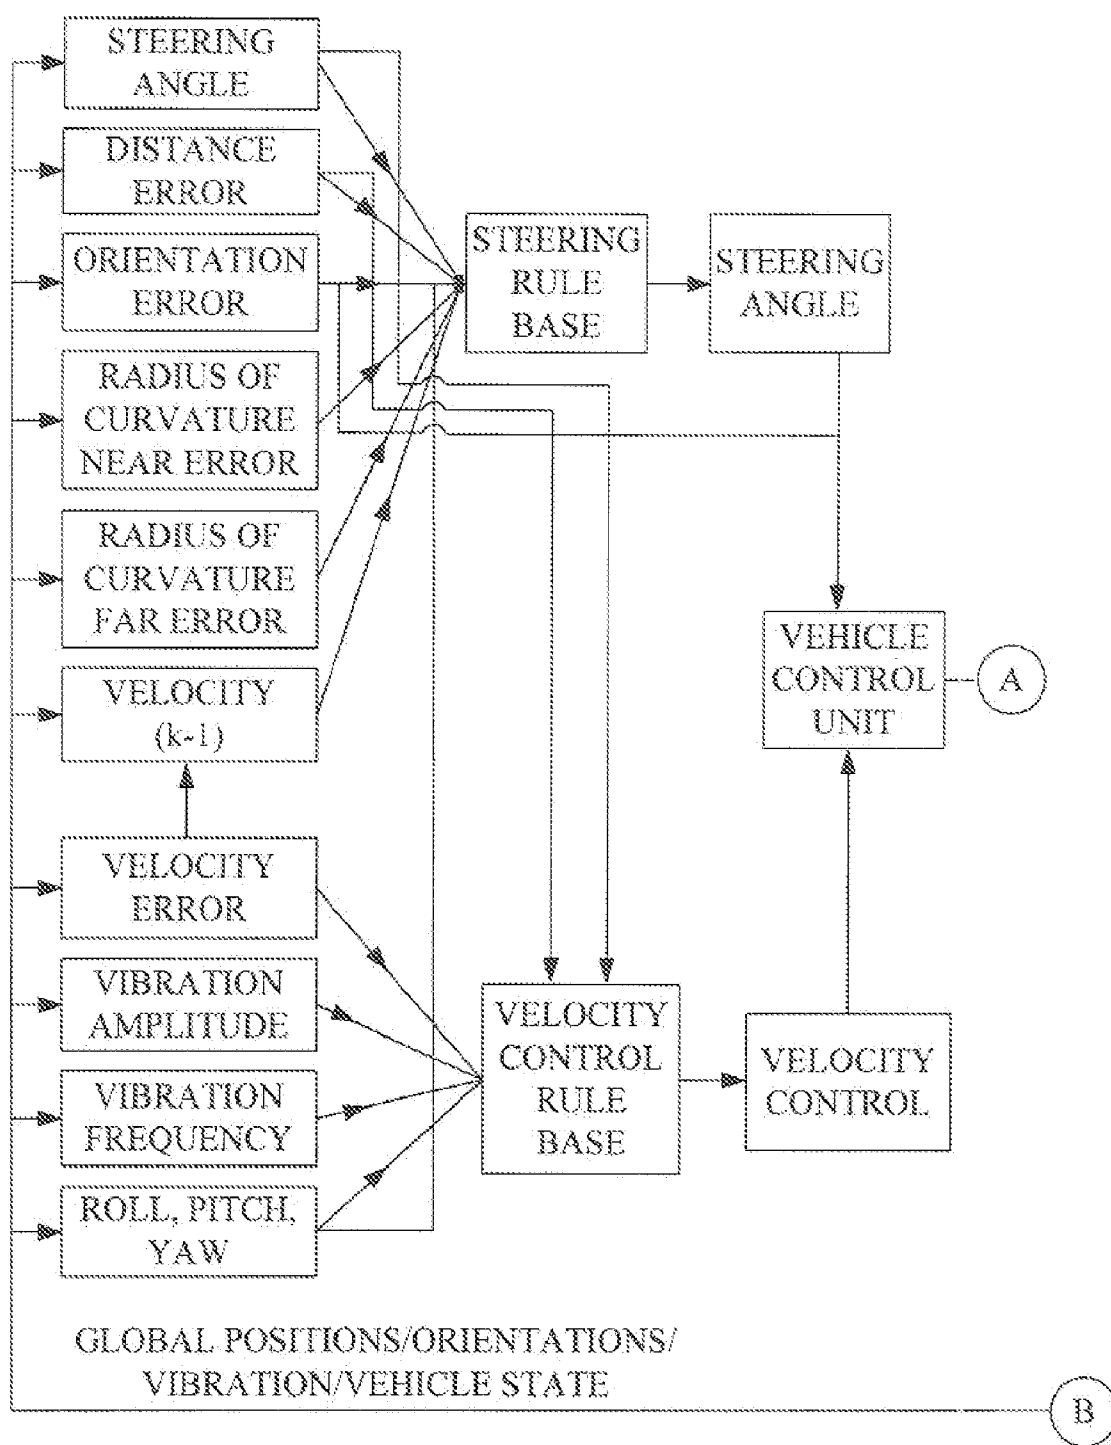 STEERING
ANGLE
DISTANCE
ERROR
ORIENTATION
ERROR
RADIUS OF
CURVATURE
NEAR ERROR
RADIUS OF
CURVATURE
FAR ERROR
VELOCITY
(k-1)
VELOCITY
ERROR
VIBRATION
AMPLITUDE
VIBRATION
FREQUENCY
ROLL, PITCH,
YAW
STEERING
RULE
BASE
STEERING
ANGLE
VEHICLE
CONTROL
UNIT
A
VELOCITY
CONTROL
RULE
BASE
VELOCITY
CONTROL
GLOBAL POSITIONS/ORIENTATIONS/
VIBRATION/VEHICLE STATE
B